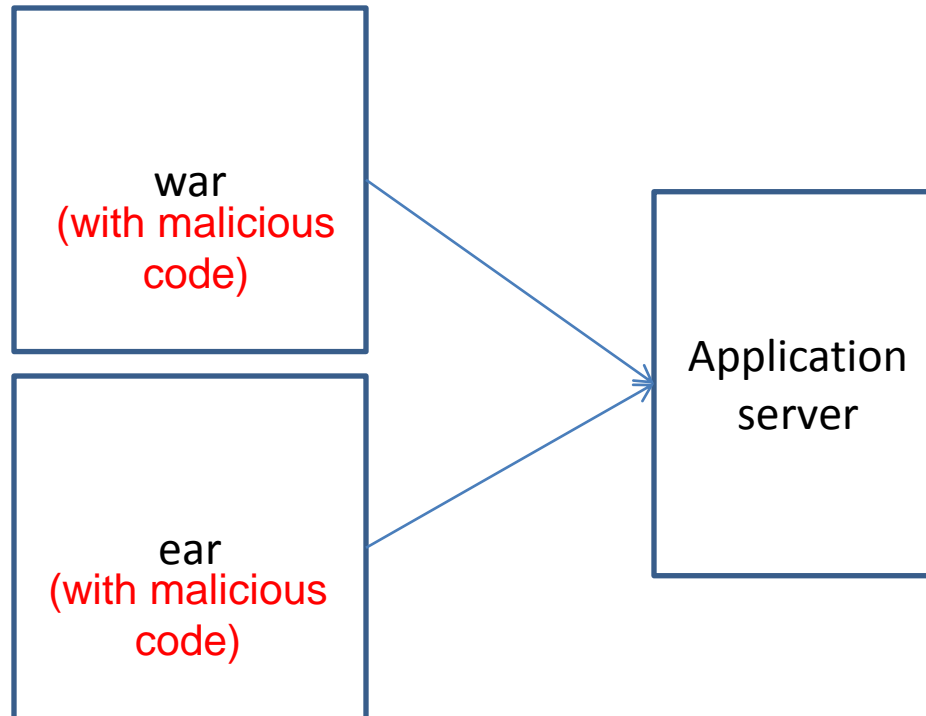 war
(with malicious
code)
Application
server
ear
(with malicious
code)